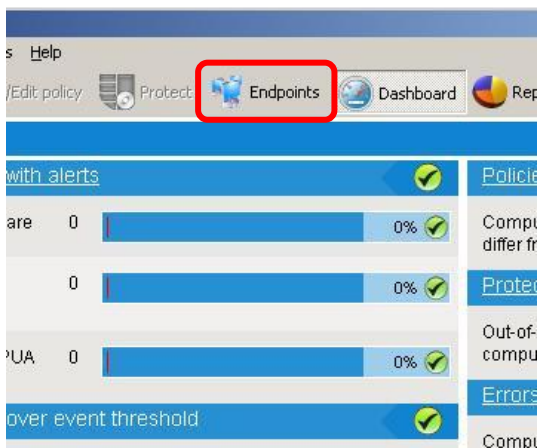 s Help
/Edit policy Protect Endpoints Dashboard Rep
with alerts Policie
are 0 0% Compu
differ fr
0 0% Protec
Out-of-
PUA 0 0% compu
Errors
over event threshold
Compu